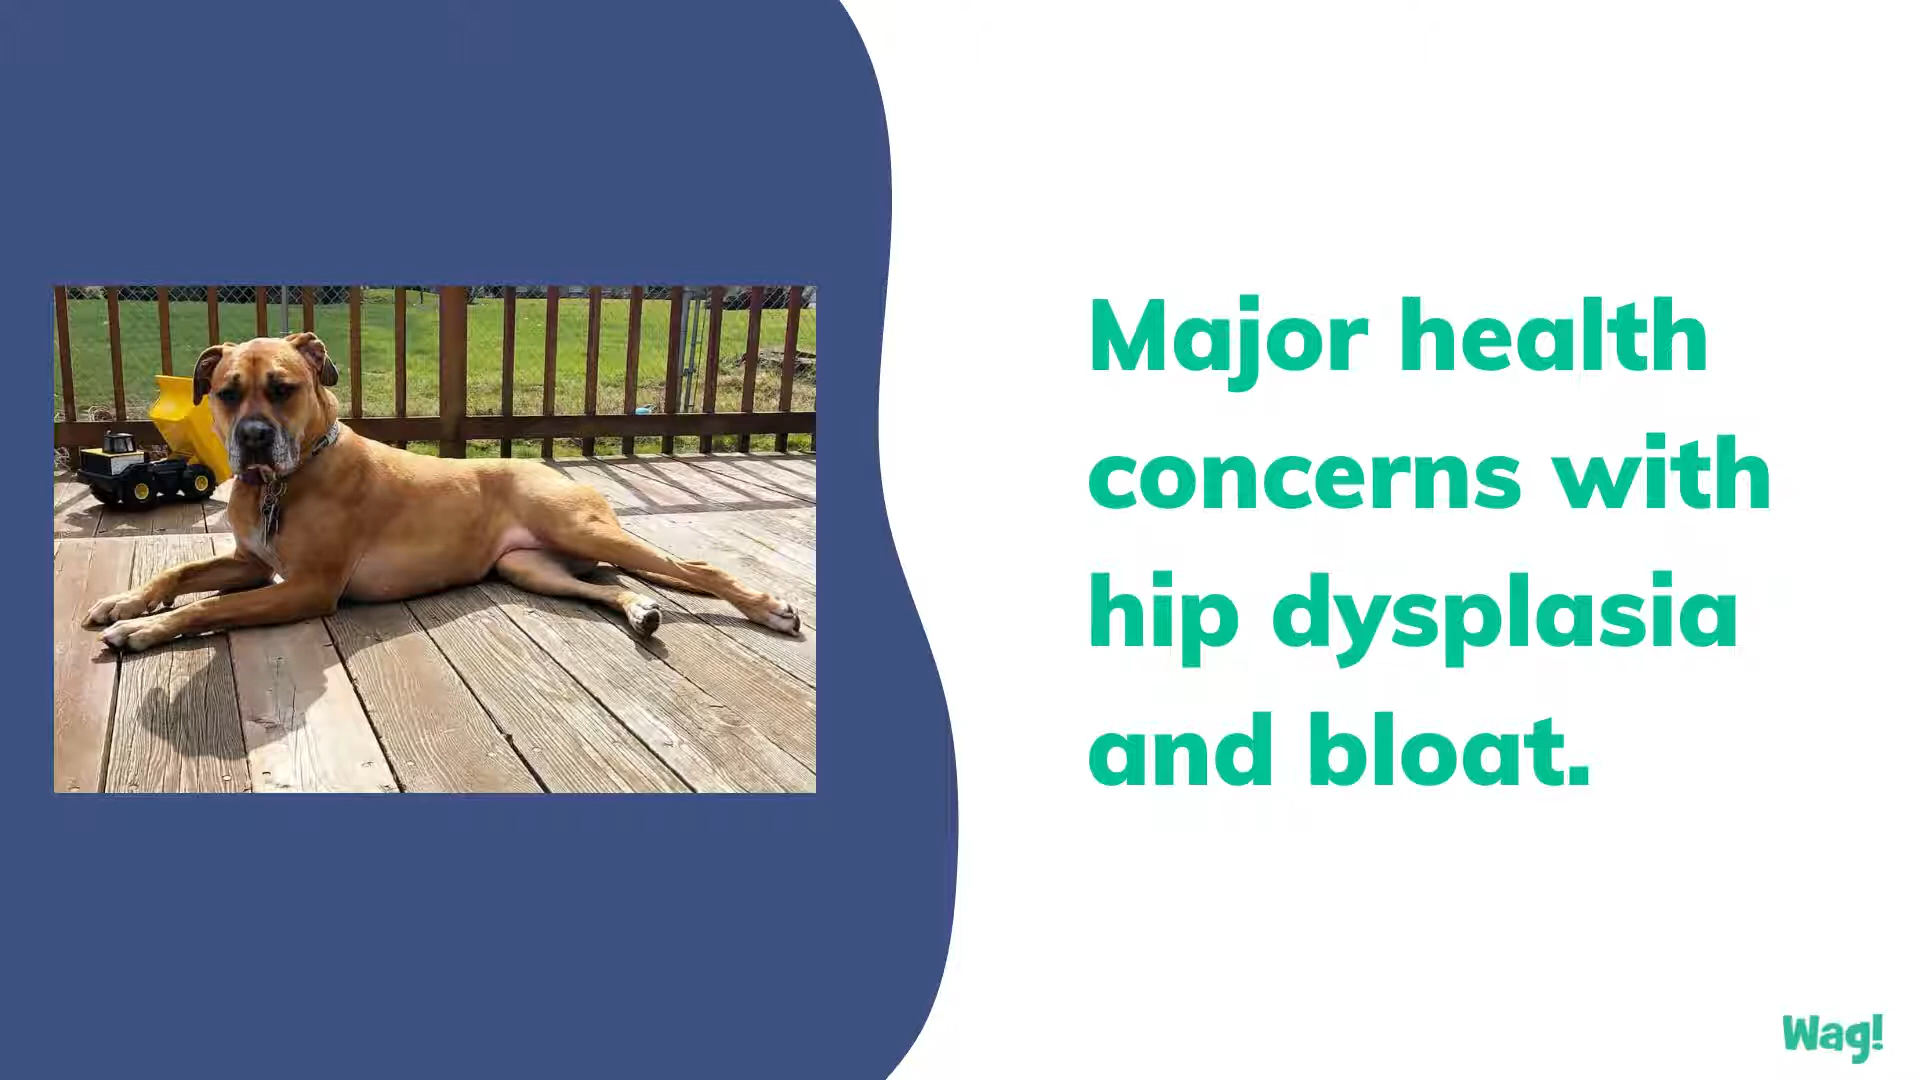 Major health
concerns with
hip dysplasia
and bloat.
Wag!